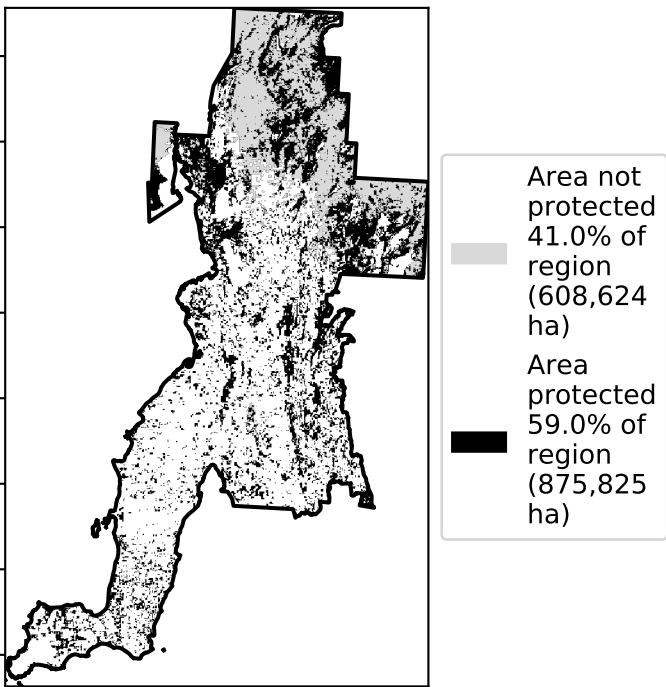 Area not
protected
41.0% of
region
(608,624
ha)
Area
protected
59.0% of
region
(875,825
ha)